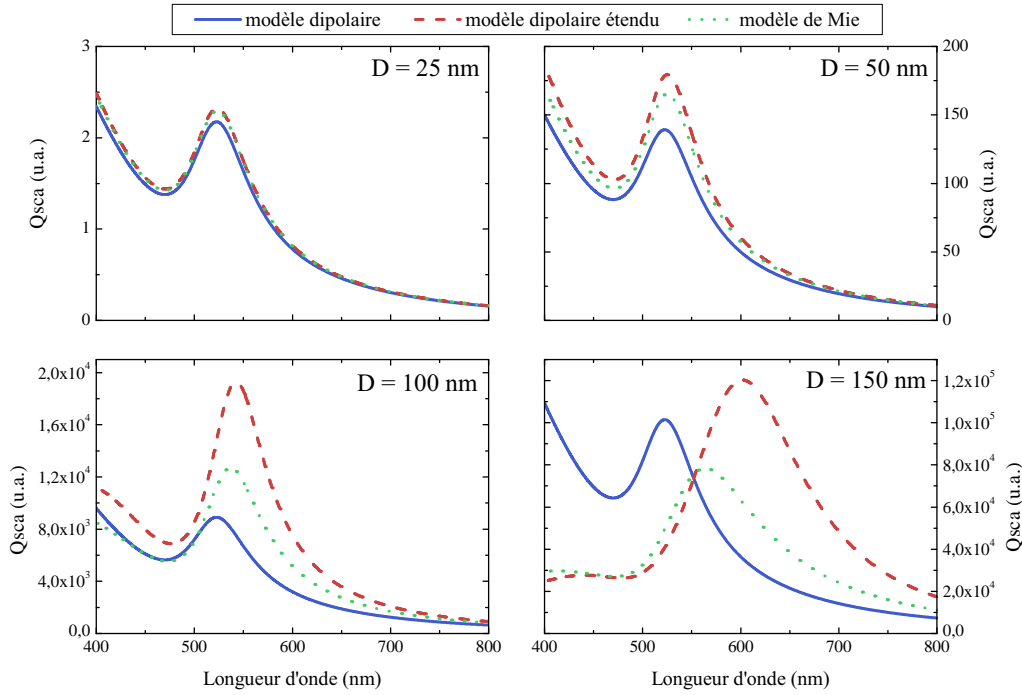 modèle dipolaire modèle dipolaire étendu modèle de Mie
D = 25 nm
3
2
1
0
Qsca (u.a.)
D = 50 nm
200
150
100
50
0
Qsca (u.a.)
D = 100 nm
2,0x10⁴
1,6x10⁴
1,2x10⁴
8,0x10³
4,0x10³
0,0
Qsca (u.a.)
400 500 600 700 800
Longueur d'onde (nm)
D = 150 nm
1,2x10⁵
1,0x10⁵
8,0x10⁴
6,0x10⁴
4,0x10⁴
2,0x10⁴
0,0
Qsca (u.a.)
400 500 600 700 800
Longueur d'onde (nm)